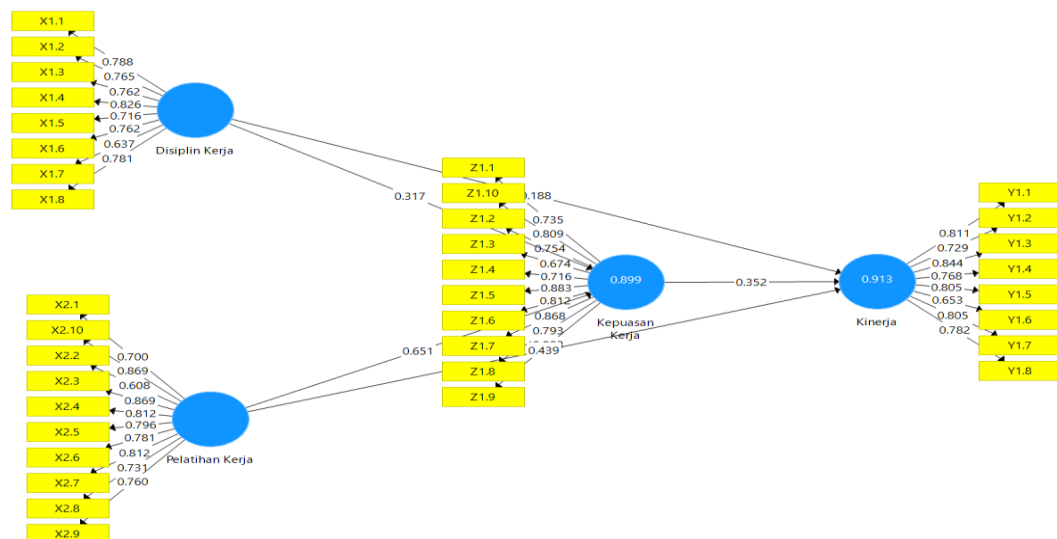 X1.1
X1.2
X1.3
X1.4
X1.5
X1.6
X1.7
X1.8
0.788
0.765
0.762
0.826
0.716
0.762
0.637
0.781
Disiplin Kerja
0.317
0.188
X2.1
X2.10
X2.2
X2.3
X2.4
X2.5
X2.6
X2.7
X2.8
X2.9
0.700
0.869
0.608
0.869
0.812
0.796
0.781
0.812
0.731
0.760
Pelatihan Kerja
0.651
0.439
Z1.1
Z1.10
Z1.2
Z1.3
Z1.4
Z1.5
Z1.6
Z1.7
Z1.8
Z1.9
0.735
0.809
0.754
0.674
0.716
0.883
0.812
0.868
0.793
0.899
Kepuasan
Kerja
0.352
0.913
Kinerja
0.811
0.729
0.844
0.768
0.805
0.653
0.805
0.782
Y1.1
Y1.2
Y1.3
Y1.4
Y1.5
Y1.6
Y1.7
Y1.8